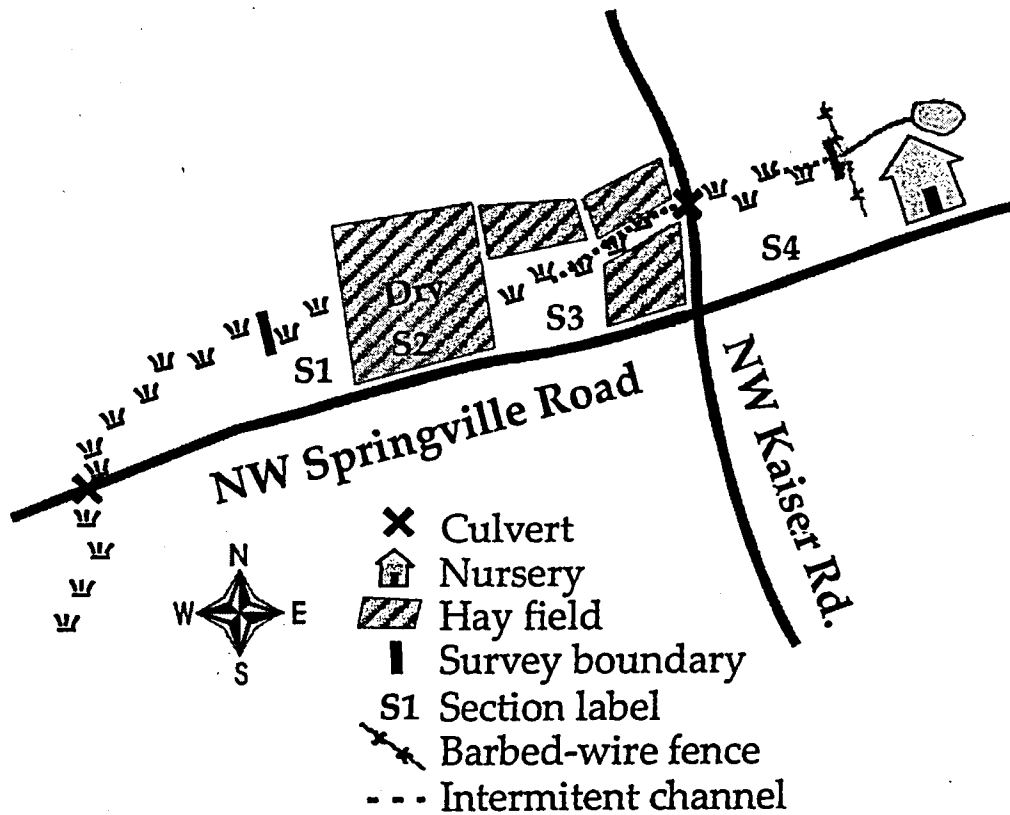 S4
Dry
S3
S2
S1
NW Springville Road
NW Kaiser Rd.
Culvert
N
Nursery
W
E
Hay field
S
Survey boundary
S1 Section label
Barbed-wire fence
Intermitent channel